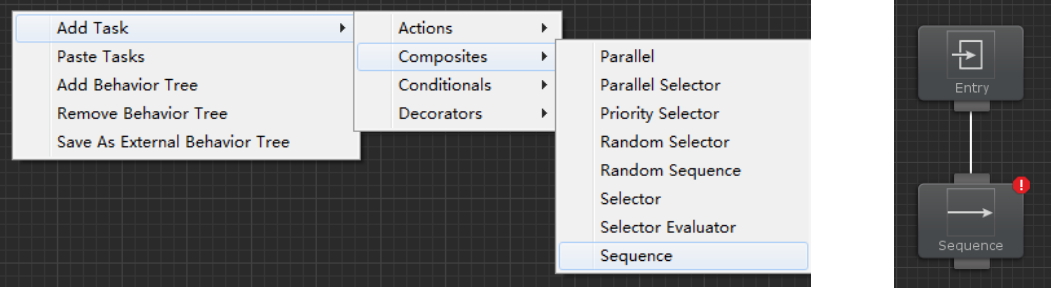 Add Task
Paste Tasks
Add Behavior Tree
Remove Behavior Tree
Save As External Behavior Tree
Actions
Composites
Conditionals
Decorators
Parallel
Parallel Selector
Priority Selector
Random Selector
Random Sequence
Selector
Selector Evaluator
Sequence
Entry
Sequence